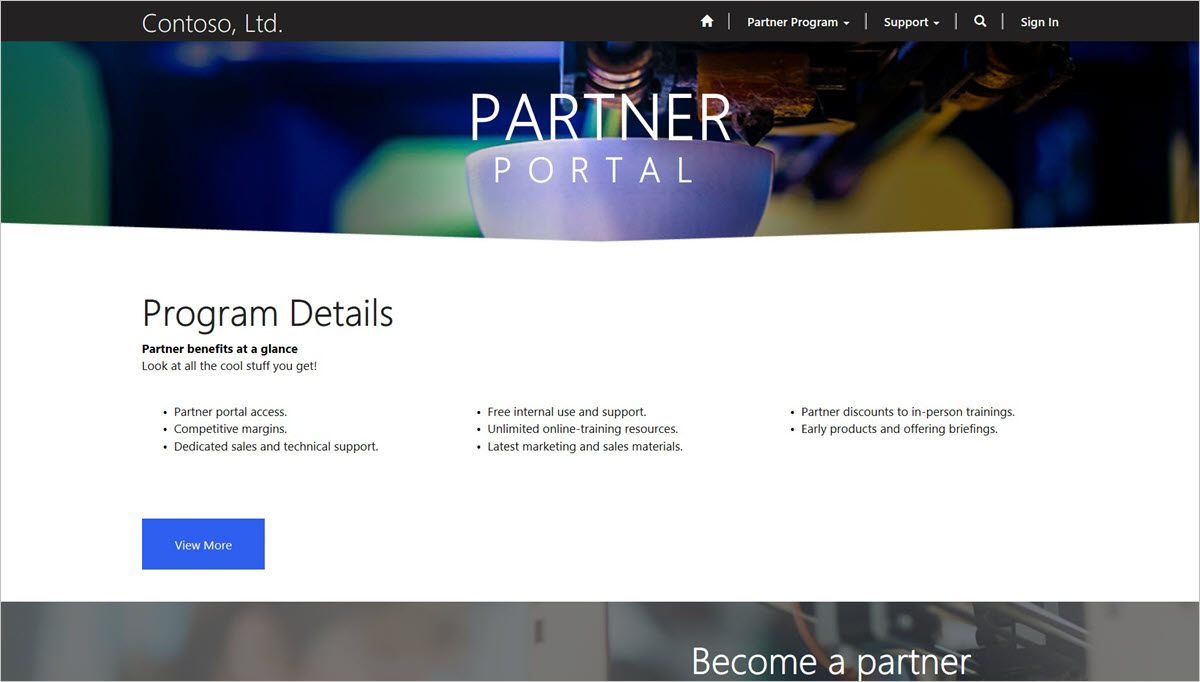 Contoso, Ltd.
Partner Program
Support
Sign In
PARTNER
PORTAL
Program Details
Partner benefits at a glance
Look at all the cool stuff you get!
• Partner portal access.
• Competitive margins.
• Dedicated sales and technical support.
• Free internal use and support.
• Unlimited online-training resources.
• Latest marketing and sales materials.
• Partner discounts to in-person trainings.
• Early products and offering briefings.
View More
Become a partner